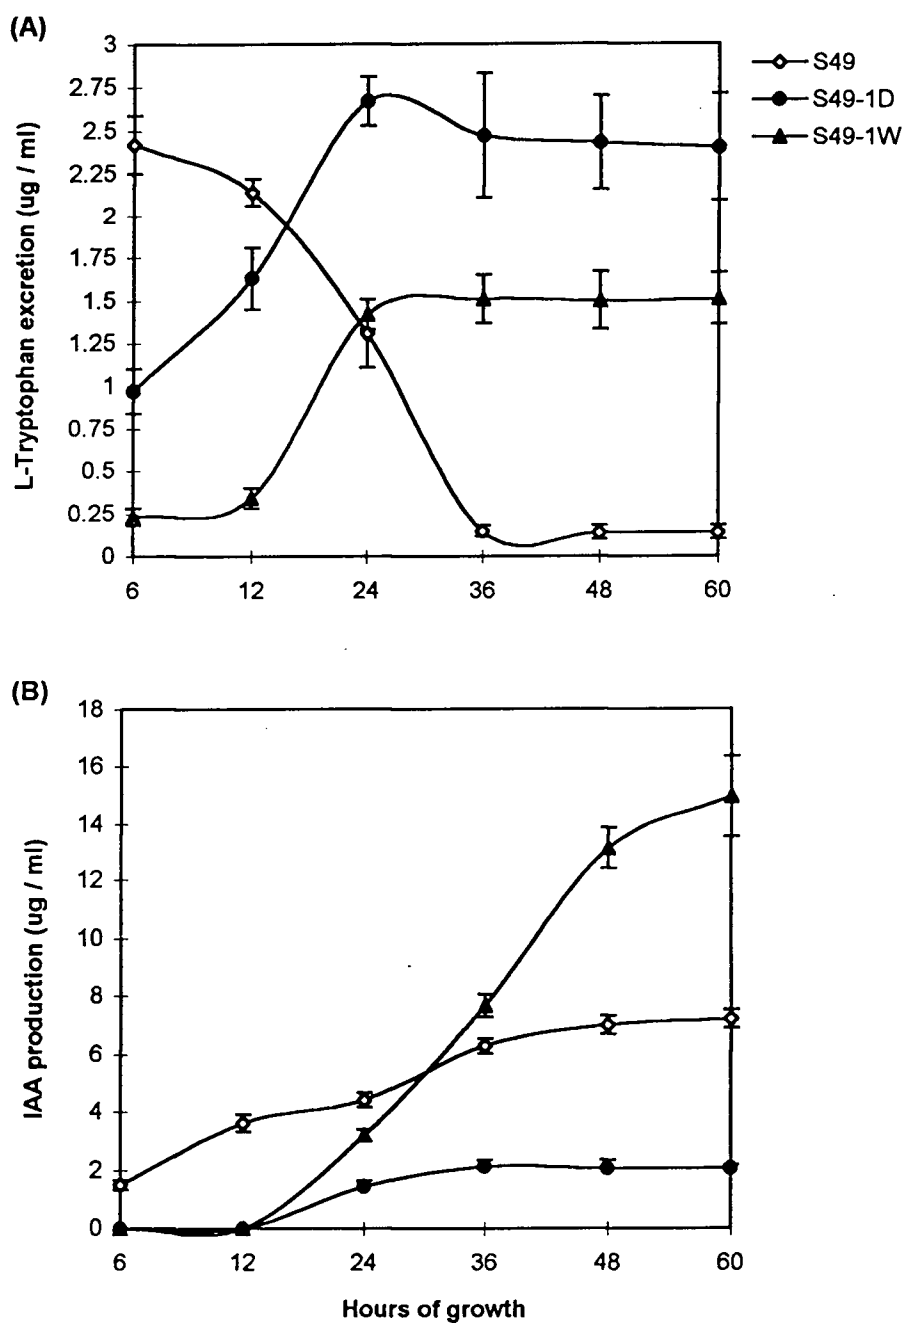 (A)
L-Tryptophan excretion (ug / ml)
3
2.75
2.5
2.25
2
1.75
1.5
1.25
1
0.75
0.5
0.25
0
6 12 24 36 48 60
S49
S49-1D
S49-1W
(B)
IAA production (ug / ml)
18
16
14
12
10
8
6
4
2
0
6 12 24 36 48 60
Hours of growth